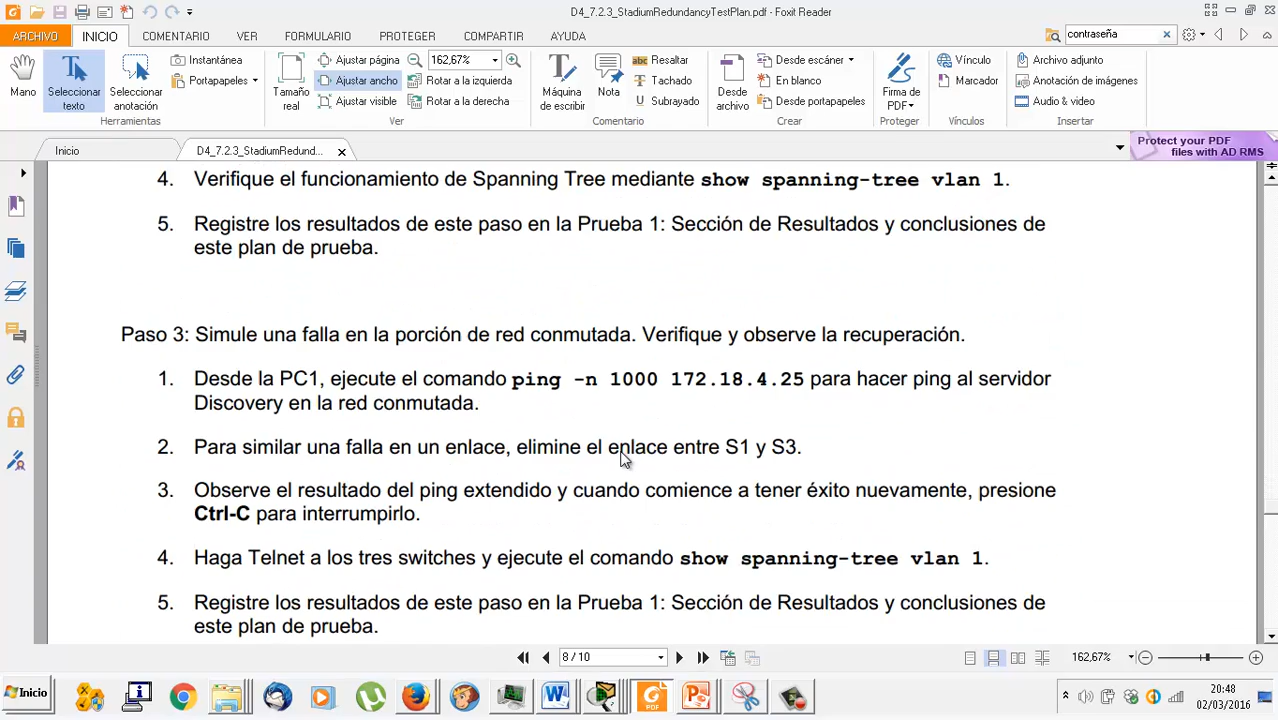 D4_7.2.3_StadiumRedundancyTestPlan.pdf - Foxit Reader
ARCHIVO INICIO COMENTARIO VER FORMULARIO PROTEGER COMPARTIR AYUDA contraseña
Mano
Seleccionar texto
Seleccionar anotación
Instantánea
Portapapeles
Herramientas
Tamaño real
Ajustar página
Ajustar ancho
Ajustar visible
162,67%
Rotar a la izquierda
Rotar a la derecha
Ver
Máquina de escribir
Nota
Resaltar
Tachado
Subrayado
Comentario
Desde archivo
Desde escáner
En blanco
Desde portapapeles
Crear
Firma de PDF
Proteger
Vínculo
Marcador
Vínculos
Archivo adjunto
Anotación de imágenes
Audio & video
Insertar
Inicio D4_7.2.3_StadiumRedund...
Protect your PDF
files with AD RMS
4. Verifique el funcionamiento de Spanning Tree mediante show spanning-tree vlan 1.
5. Registre los resultados de este paso en la Prueba 1: Sección de Resultados y conclusiones de
este plan de prueba.
Paso 3: Simule una falla en la porción de red conmutada. Verifique y observe la recuperación.
1. Desde la PC1, ejecute el comando ping -n 1000 172.18.4.25 para hacer ping al servidor
Discovery en la red conmutada.
2. Para similar una falla en un enlace, elimine el enlace entre S1 y S3.
3. Observe el resultado del ping extendido y cuando comience a tener éxito nuevamente, presione
Ctrl-C para interrumpirlo.
4. Haga Telnet a los tres switches y ejecute el comando show spanning-tree vlan 1.
5. Registre los resultados de este paso en la Prueba 1: Sección de Resultados y conclusiones de
este plan de prueba.
8 / 10 162,67%
Inicio 20:48
02/03/2016